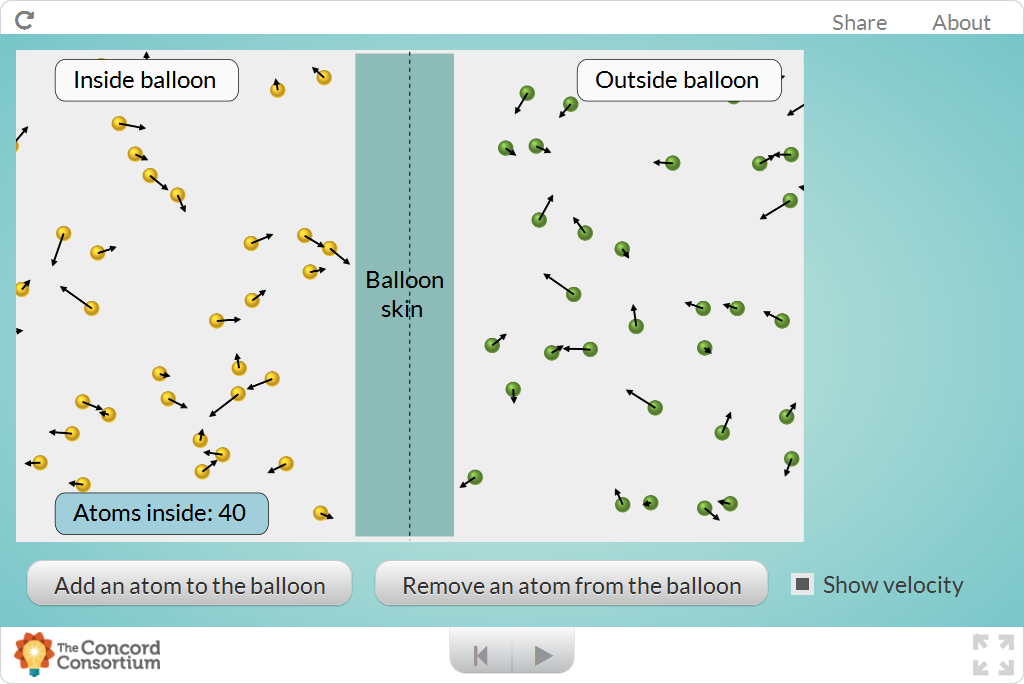 Share About
Inside balloon
Outside balloon
Balloon
skin
Atoms inside: 40
Add an atom to the balloon
Remove an atom from the balloon
Show velocity
The Concord
Consortium